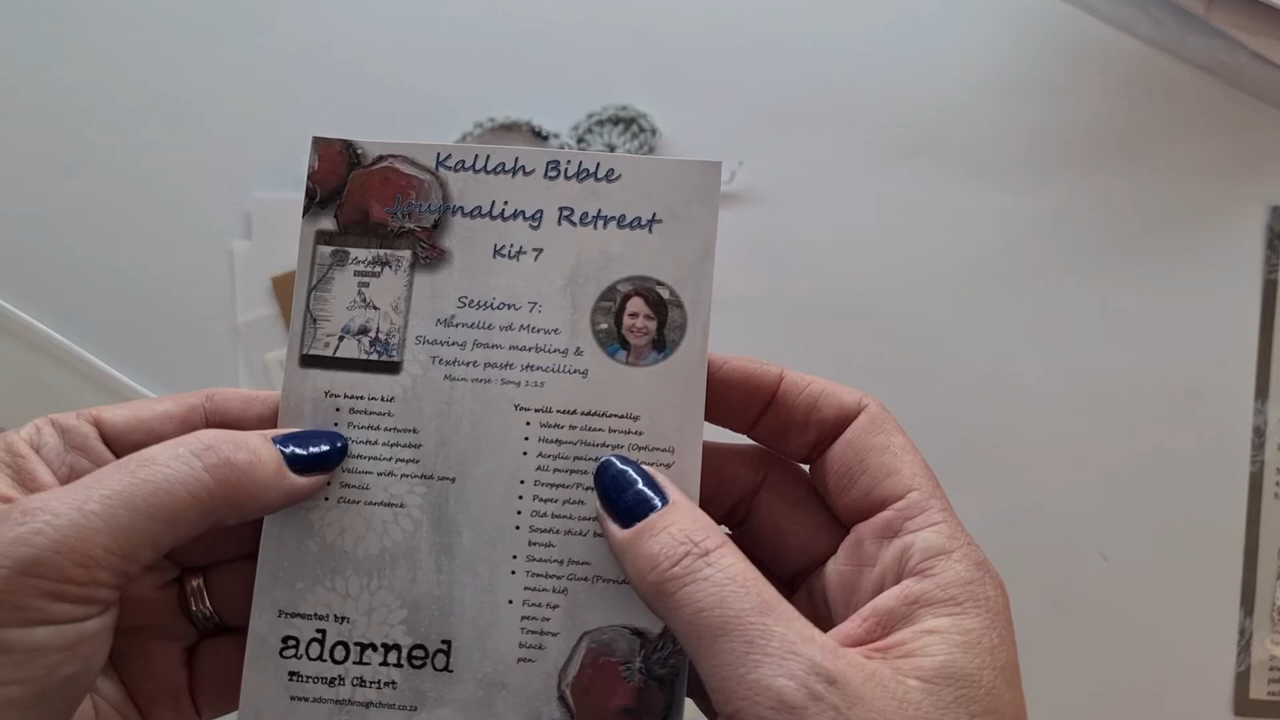 Kallah Bible
Journaling Retreat
Kit 7
Session 7:
Marnelle vd Merwe
Shaving foam marbling &
Texture paste stencilling
Main verse : Song 1:15
You have in kit:
• Bookmark
• Printed artwork
• Printed alphabet
• Waterpaint paper
• Vellum with printed song
• Stencil
• Clear cardstock
You will need additionally:
• Water to clean brushes
• Heatgun/Hairdryer (Optional)
• Acrylic
All purpose
• Dropper/
• Paper plate
• Old bank
• Sosatie stick/
brush
• Shaving foam
• Tombow Glue
main kit)
• Fine tip
pen or
Tombow
black
pen
Presented by:
adorned
Through Christ
www.adornedthroughchrist.co.za